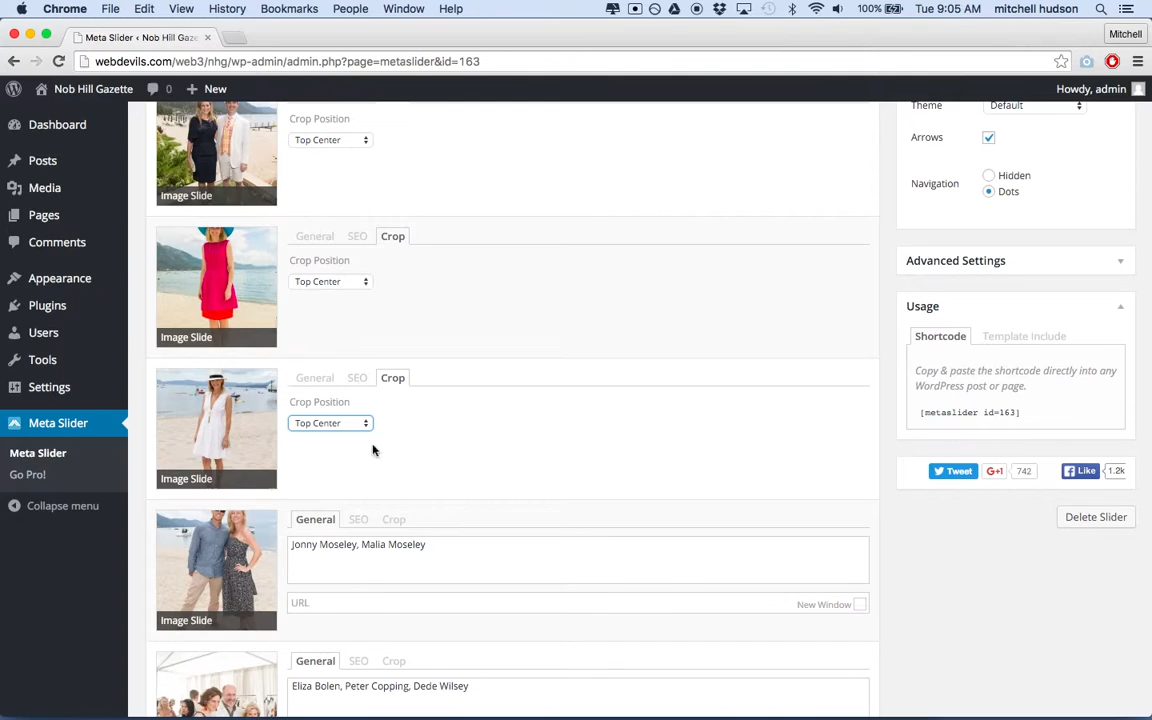 Chrome File Edit View History Bookmarks People Window Help 100% Tue 9:05 AM mitchell hudson
Meta Slider ‹ Nob Hill Gaze × Mitchell
webdevils.com/web3/nhg/wp-admin/admin.php?page=metaslider&id=163
Nob Hill Gazette 0 + New Howdy, admin
Dashboard
Posts
Media
Pages
Comments
Appearance
Plugins
Users
Tools
Settings
Meta Slider
Meta Slider
Go Pro!
Collapse menu
Crop Position
Top Center
Image Slide
General SEO Crop
Crop Position
Top Center
Image Slide
General SEO Crop
Crop Position
Top Center
Image Slide
General SEO Crop
Jonny Moseley, Malia Moseley
URL New Window
Image Slide
General SEO Crop
Eliza Bolen, Peter Copping, Dede Wilsey
Theme Default
Arrows
Navigation Hidden
Dots
Advanced Settings
Usage
Shortcode Template Include
Copy & paste the shortcode directly into any
WordPress post or page.
[metaslider id=163]
Tweet G+1 742 Like 1.2k
Delete Slider